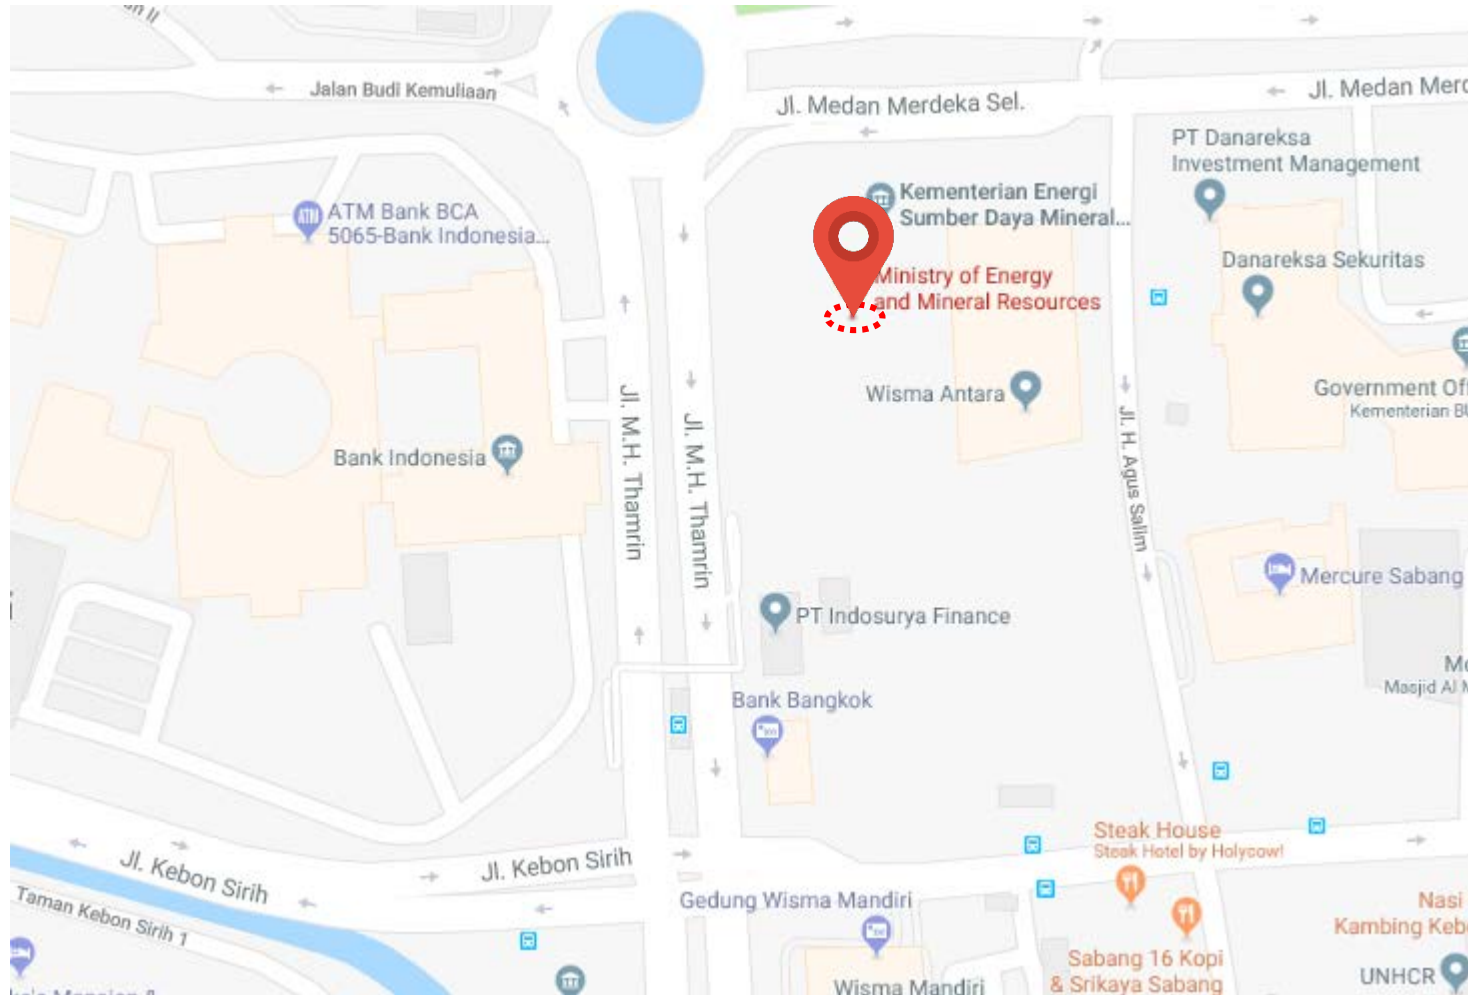 Jalan Budi Kemuliaan
Jl. Medan Merdeka Sel.
Jl. Medan
PT Danareksa
Investment Management
Kementerian Energi
Sumber Daya Mineral...
ATM
ATM Bank BCA
5065-Bank Indonesia...
Danareksa Sekuritas
Ministry of Energy
and Mineral Resources
Wisma Antara
Government
Kementerian
Jl. M.H. Thamrin
Jl. M.H. Thamrin
Jl. H. Agus Salim
Bank Indonesia
Mercure Sabang
PT Indosurya Finance
Masjid Al
Bank Bangkok
Steak House
Steak Hotel by Holycow!
Jl. Kebon Sirih
Jl. Kebon Sirih
Taman Kebon Sirih 1
Gedung Wisma Mandiri
Nasi
Kambing
Sabang 16 Kopi
& Srikaya Sabang
UNHCR
Wisma Mandiri